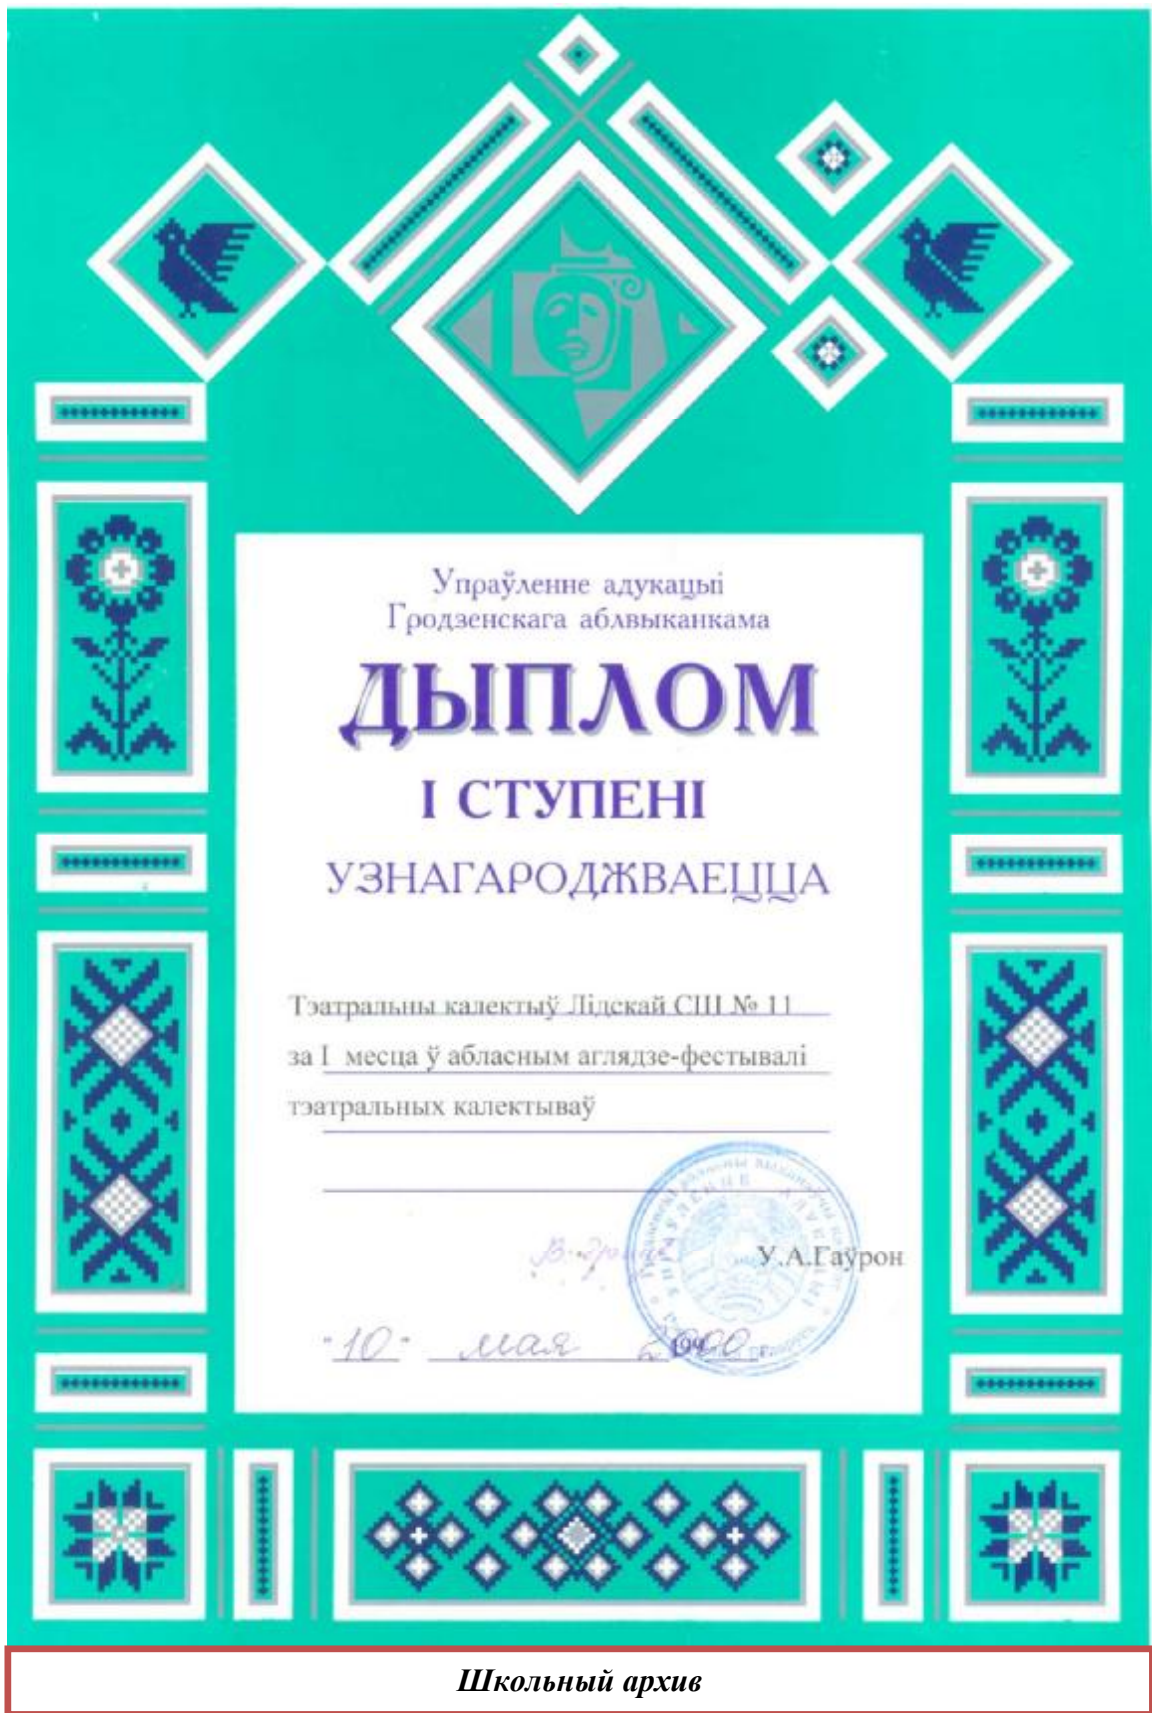 Упраўленне адукацыі
Гродзенскага аблвыканкама
ДЫПЛОМ
І СТУПЕНІ
УЗНАГАРОДЖВАЕЦЦА
Тэатральны калектыў Лідскай СШ № 11
за І месца ў абласным аглядзе-фестывалі
тэатральных калектываў
У.А.Гаўрон
"10" мая 2000 г.
Школьный архив